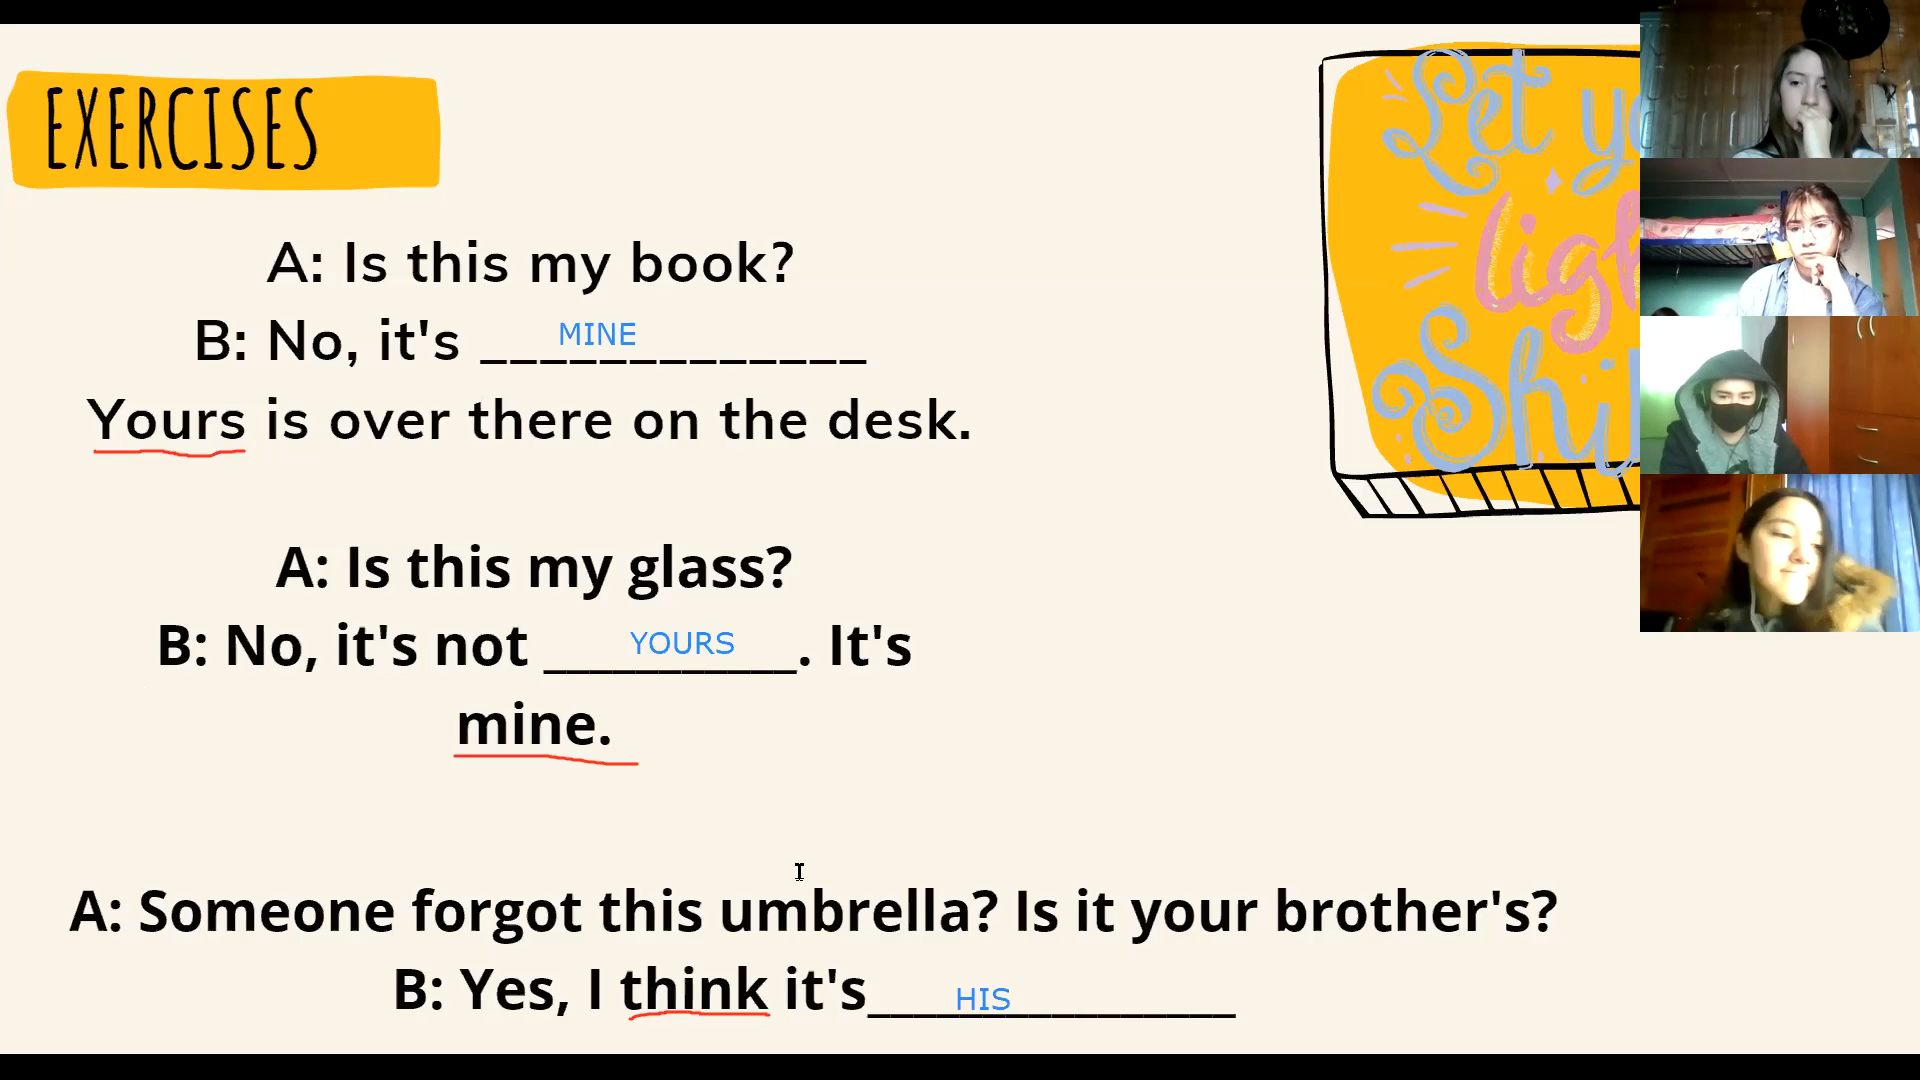 EXERCISES
A: Is this my book?
B: No, it's MINE
Yours is over there on the desk.
A: Is this my glass?
B: No, it's not YOURS. It's
mine.
A: Someone forgot this umbrella? Is it your brother's?
B: Yes, I think it's HIS
Let